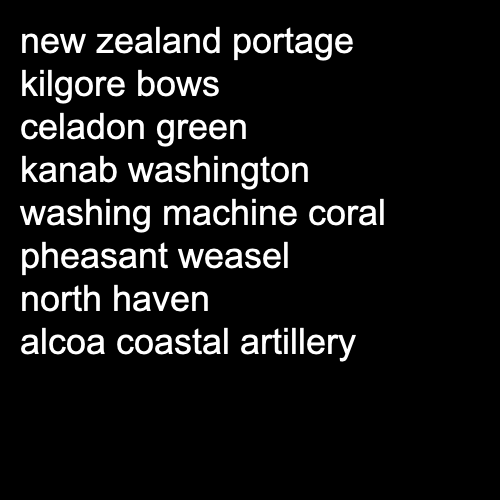 new zealand portage
kilgore bows
celadon green
kanab washington
washing machine coral
pheasant weasel
north haven
alcoa coastal artillery